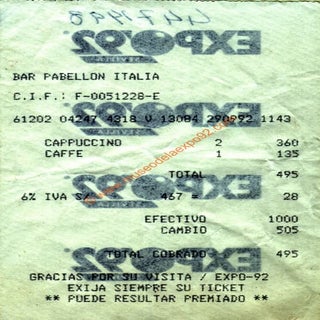 BAR PABELLON ITALIA
C.I.F.: F-0051228-E
61202 04247 4318 V 13084 290992 1143
CAPPUCCINO 2 360
CAFFE 1 135
TOTAL 495
6% IVA S/ 467 = 28
EFECTIVO 1000
CAMBIO 505
TOTAL COBRADO 495
GRACIAS POR SU VISITA / EXPO-92
EXIJA SIEMPRE SU TICKET
** PUEDE RESULTAR PREMIADO **
EXPO'92
SEVILLA